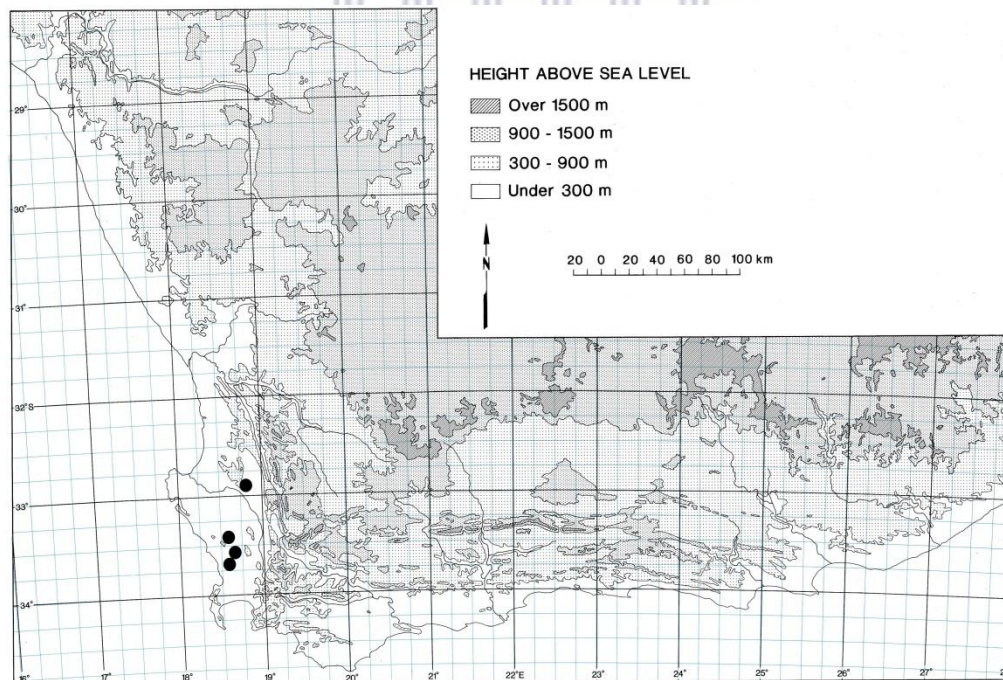 HEIGHT ABOVE SEA LEVEL
Over 1500 m
900 - 1500 m
300 - 900 m
Under 300 m
N
20 0 20 40 60 80 100 km
29°
30°
31°
32°S
33°
34°
16° 17° 18° 19° 20° 21° 22°E 23° 24° 25° 26° 27°